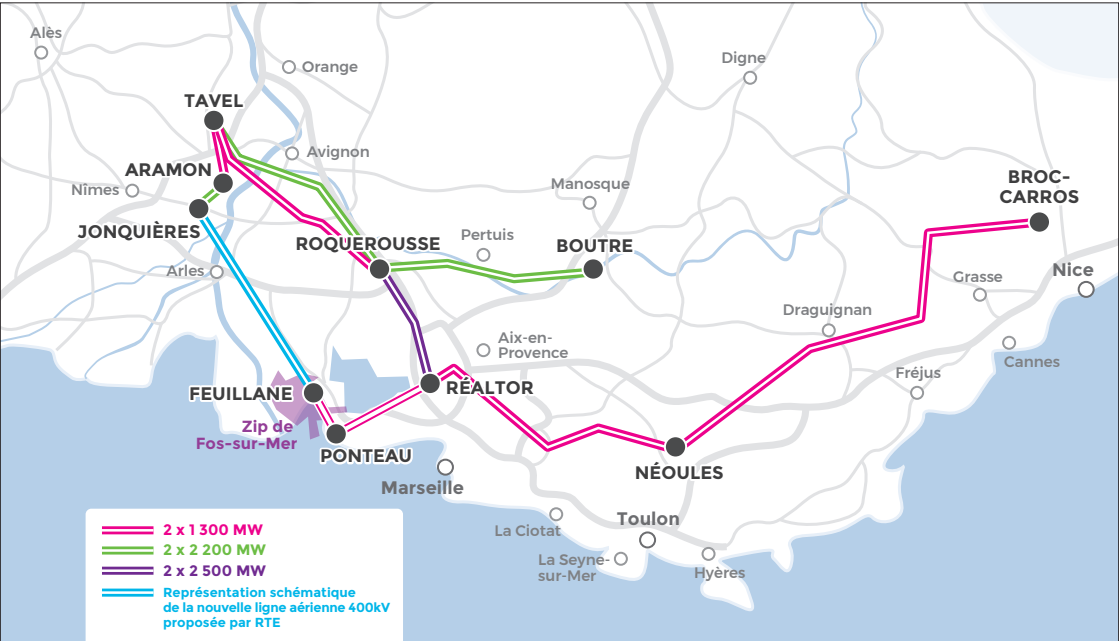 Alès
Orange
Digne
TAVEL
Avignon
ARAMON
Nîmes
Manosque
BROC-
CARROS
JONQUIÈRES
ROQUEROUSSE
Pertuis
BOUTRE
Arles
Grasse
Nice
Draguignan
Aix-en-
Provence
Cannes
FEUILLANE
RÉALTOR
Fréjus
Zip de
Fos-sur-Mer
PONTEAU
NÉOULES
Marseille
La Ciotat
Toulon
La Seyne-
sur-Mer
Hyères
2 x 1 300 MW
2 x 2 200 MW
2 x 2 500 MW
Représentation schématique
de la nouvelle ligne aérienne 400kV
proposée par RTE